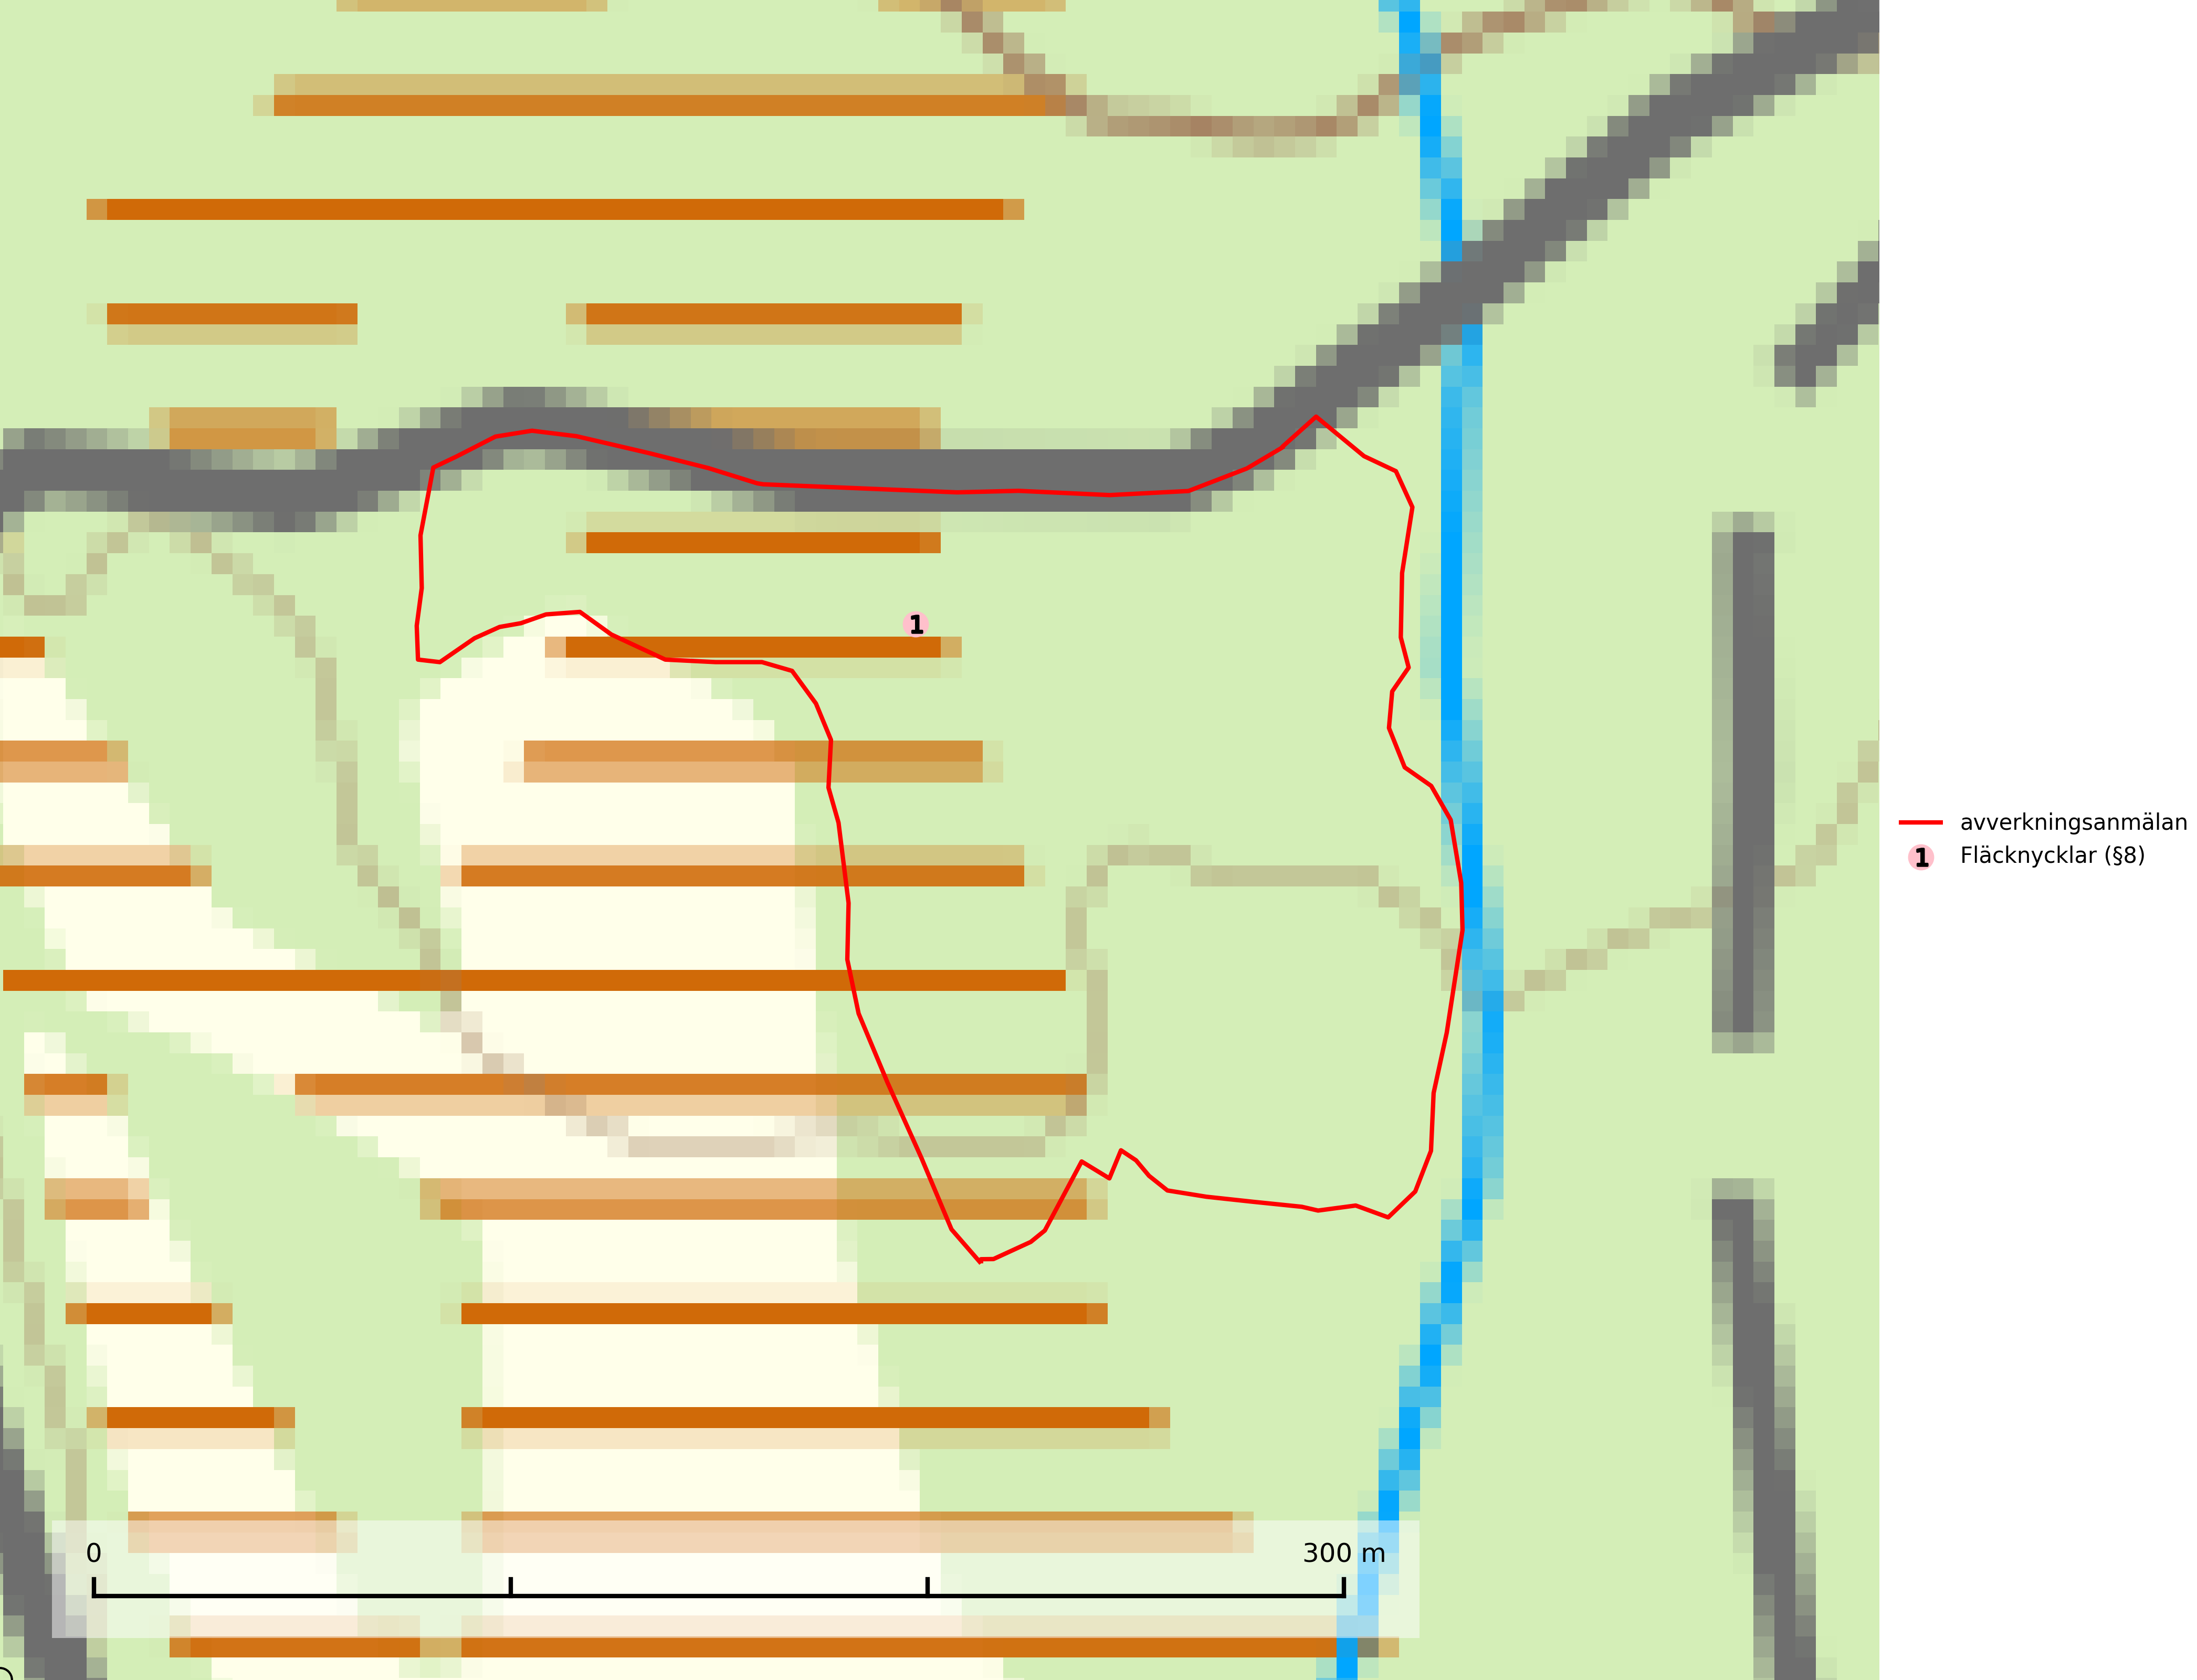 1
avverkningsanmälan
1 Fläcknycklar (§8)
0 300 m